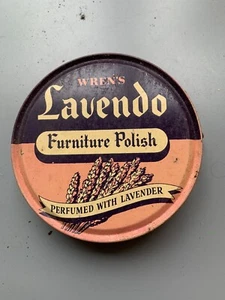 WREN'S
Lavendo
Furniture Polish
PERFUMED WITH LAVENDER